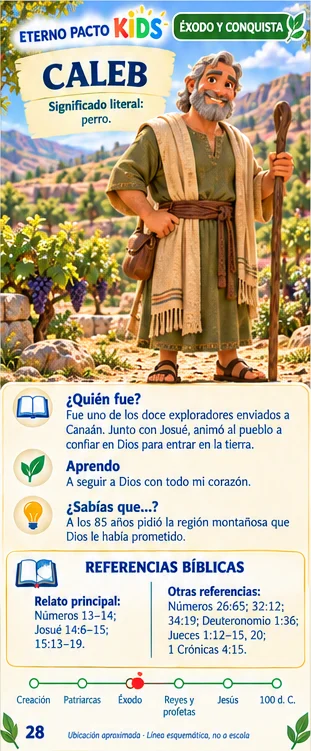 ETERNO PACTO KiDS
ÉXODO Y CONQUISTA
CALEB
Significado literal:
perro.
¿Quién fue?
Fue uno de los doce exploradores enviados a
Canaán. Junto con Josué, animó al pueblo a
confiar en Dios para entrar en la tierra.
Aprendo
A seguir a Dios con todo mi corazón.
¿Sabías que...?
A los 85 años pidió la región montañosa que
Dios le había prometido.
REFERENCIAS BÍBLICAS
Relato principal:
Números 13–14;
Josué 14:6–15;
15:13–19.
Otras referencias:
Números 26:65; 32:12;
34:19; Deuteronomio 1:36;
Jueces 1:12–15, 20;
1 Crónicas 4:15.
Creación Patriarcas Éxodo Reyes y profetas Jesús 100 d. C.
28
Ubicación aproximada · Línea esquemática, no a escala